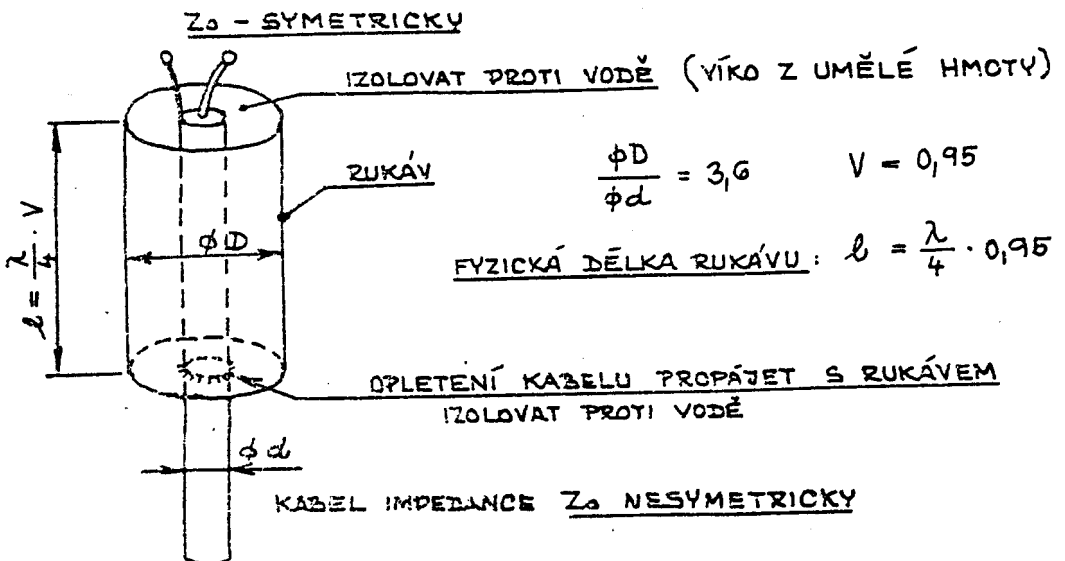 Zo - SYMETRICKY
IZOLOVAT PROTI VODĚ (VÍKO Z UMĚLÉ HMOTY)
RUKÁV
ϕD/ϕd = 3,6 V = 0,95
ϕD
l = λ/4 · V
FYZICKÁ DÉLKA RUKÁVU: l = λ/4 · 0,95
OPLETENÍ KABELU PROPÁJET S RUKÁVEM
IZOLOVAT PROTI VODĚ
ϕd
KABEL IMPEDANCE Zo NESYMETRICKY